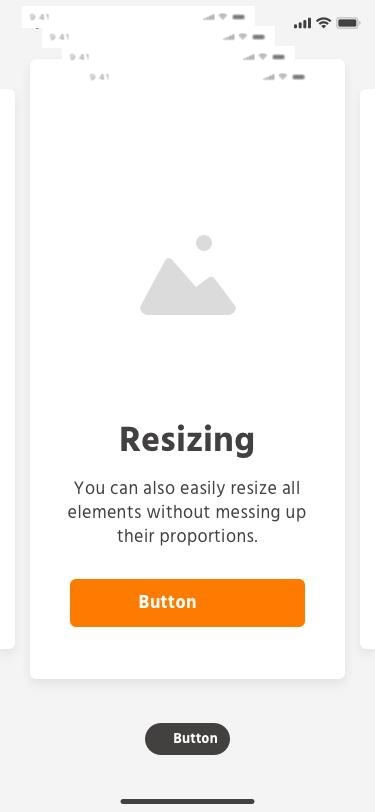 9 41
9 41
9 41
9 41
Resizing
You can also easily resize all
elements without messing up
their proportions.
Button
Button